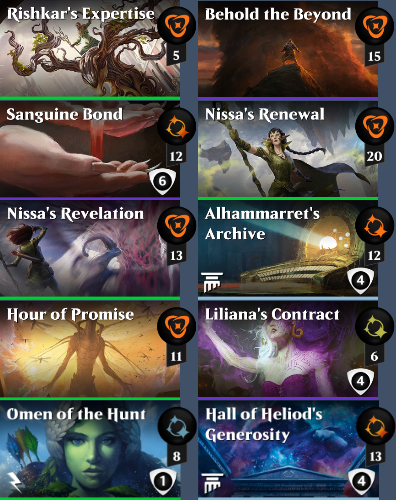 Rishkar's Expertise
5
Behold the Beyond
15
Sanguine Bond
12
6
Nissa's Renewal
20
Nissa's Revelation
13
Alhammarret's
Archive
12
4
Hour of Promise
11
Liliana's Contract
6
4
Omen of the Hunt
8
1
Hall of Heliod's
Generosity
13
4